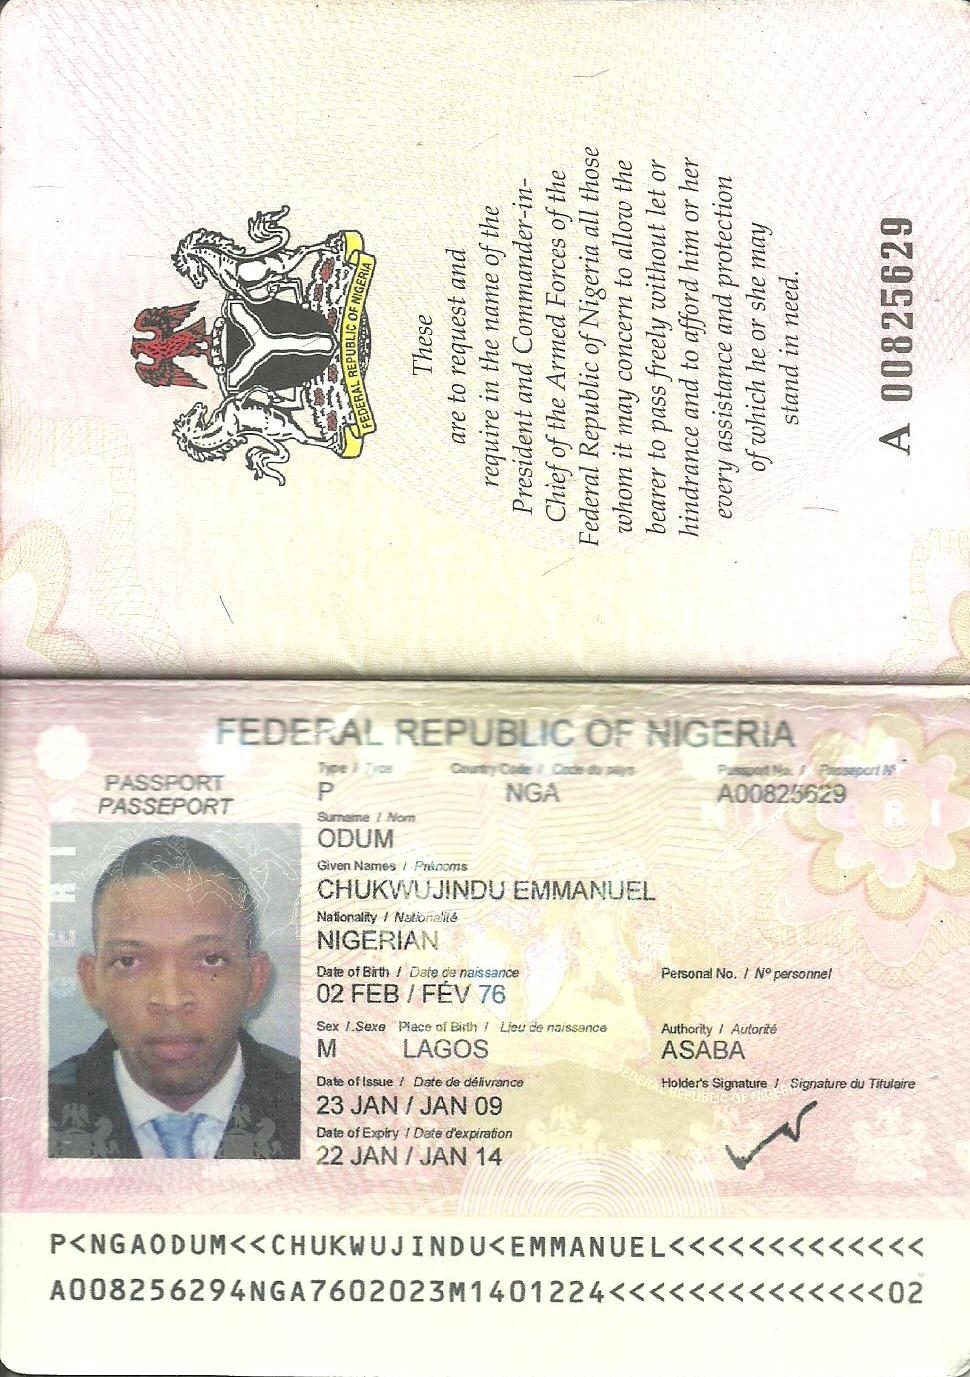 FEDERAL REPUBLIC OF NIGERIA
These
are to request and
require in the name of the
President and Commander-in-
Chief of the Armed Forces of the
Federal Republic of Nigeria all those
whom it may concern to allow the
bearer to pass freely without let or
hindrance and to afford him or her
every assistance and protection
of which he or she may
stand in need.
A 00825629
FEDERAL REPUBLIC OF NIGERIA
PASSPORT
PASSEPORT
Type / Type Country Code / Code du pays Passport No. / Passeport N°
P NGA A00825629
Surname / Nom
ODUM
Given Names / Prénoms
CHUKWUJINDU EMMANUEL
Nationality / Nationalité
NIGERIAN
Date of Birth / Date de naissance Personal No. / N° personnel
02 FEB / FÉV 76
Sex / Sexe Place of Birth / Lieu de naissance Authority / Autorité
M LAGOS ASABA
Date of Issue / Date de délivrance Holder's Signature / Signature du Titulaire
23 JAN / JAN 09
Date of Expiry / Date d'expiration
22 JAN / JAN 14
P<NGAODUM<<CHUKWUJINDU<EMMANUEL<<<<<<<<<<<<<
A008256294NGA7602023M1401224<<<<<<<<<<<<<<02